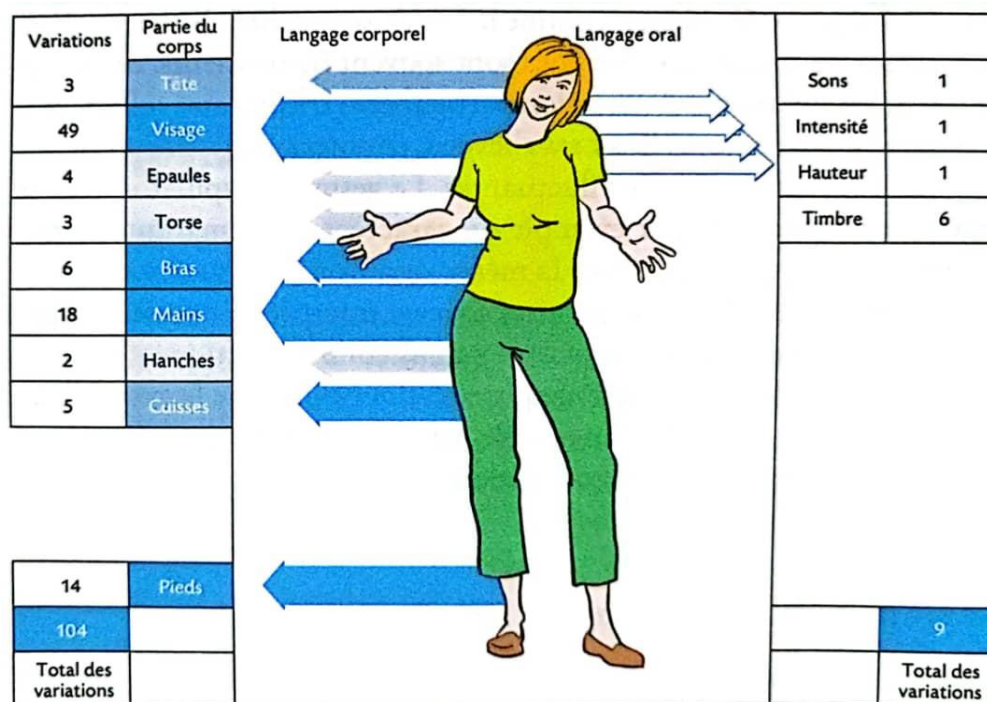 Variations Partie du corps Langage corporel Langage oral
3 Tête Sons 1
49 Visage Intensité 1
4 Epaules Hauteur 1
3 Torse Timbre 6
6 Bras
18 Mains
2 Hanches
5 Cuisses
14 Pieds
104 9
Total des variations Total des variations